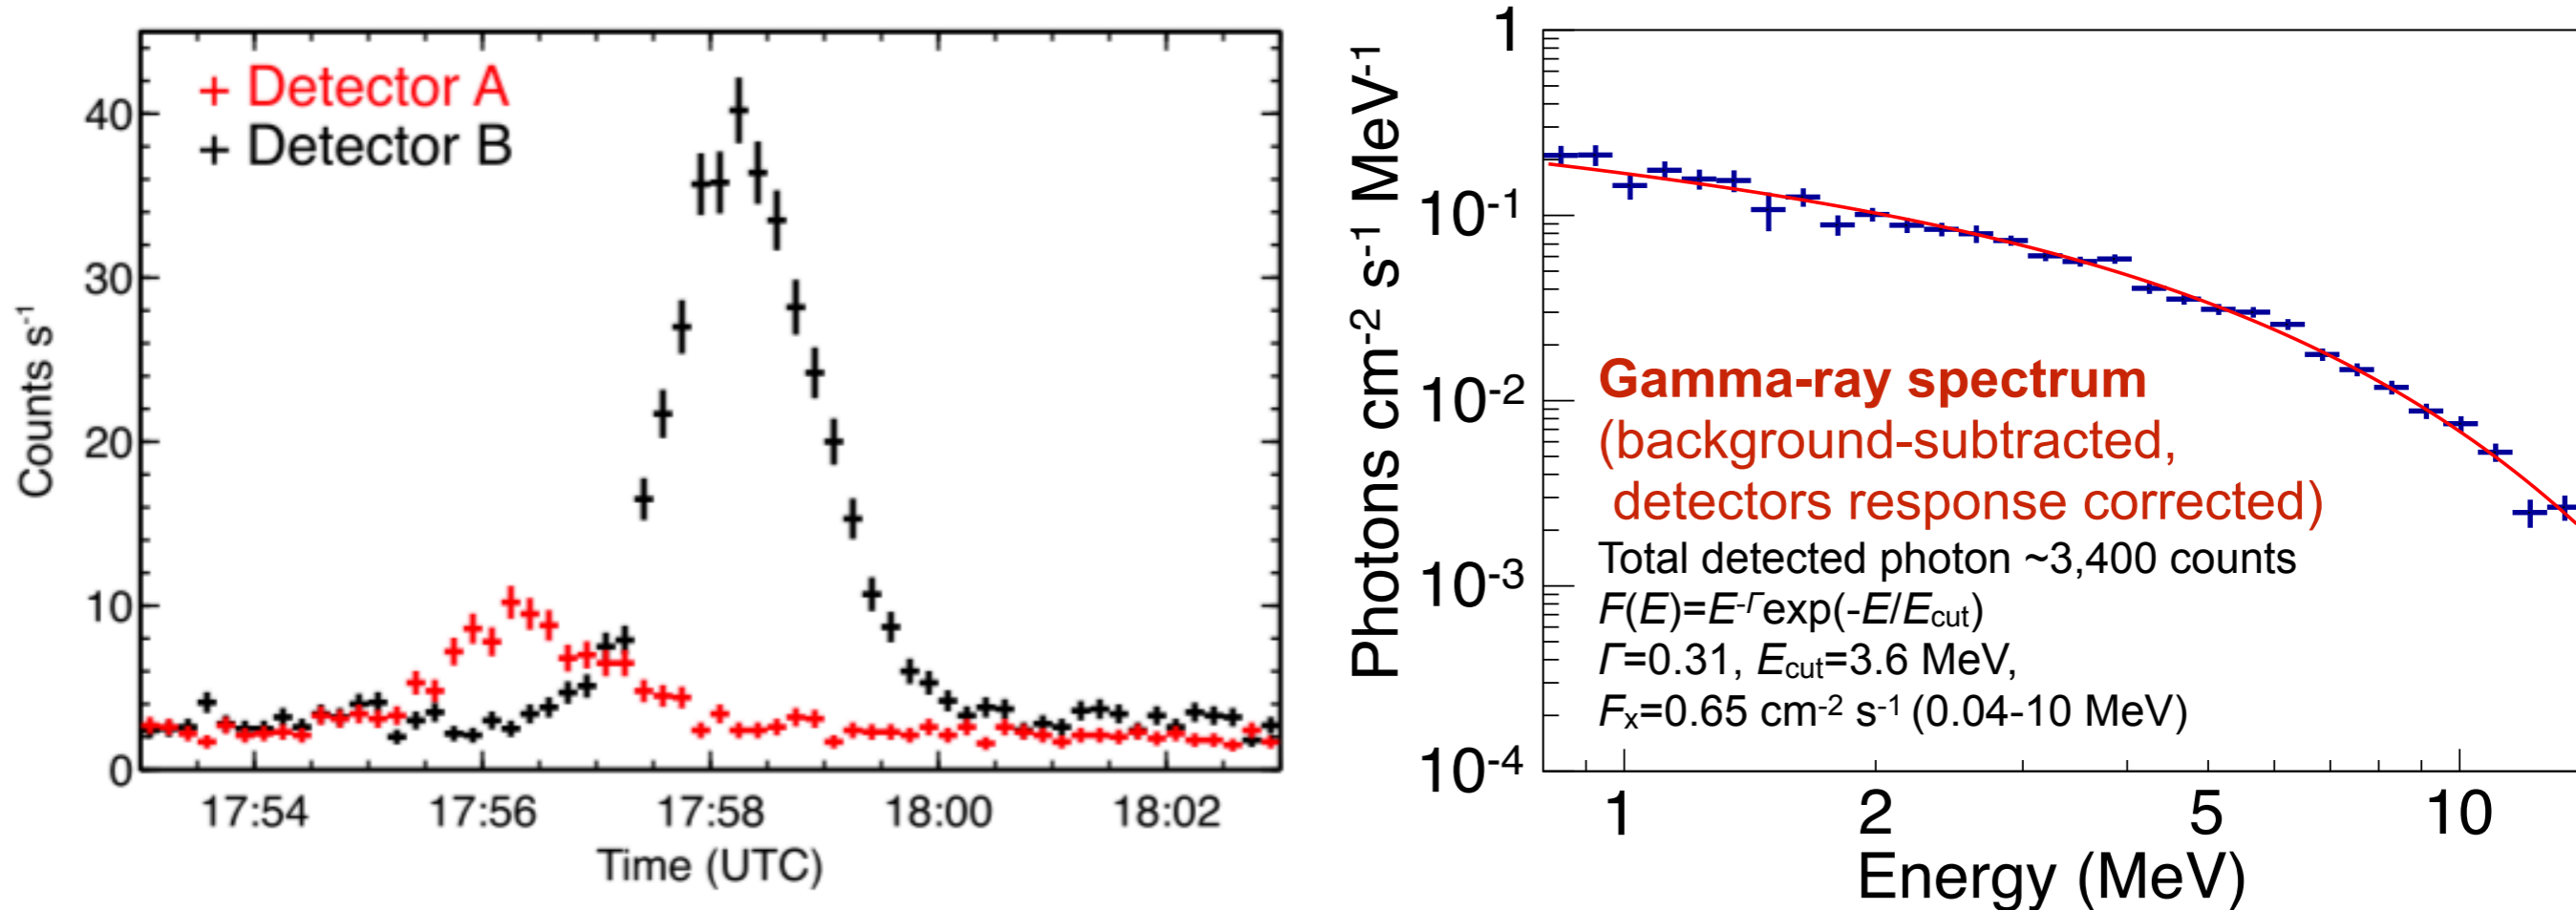 + Detector A
+ Detector B
Counts s⁻¹
40
30
20
10
0
17:54 17:56 17:58 18:00 18:02
Time (UTC)
Photons cm⁻² s⁻¹ MeV⁻¹
1
10⁻¹
10⁻²
10⁻³
10⁻⁴
Gamma-ray spectrum
(background-subtracted,
detectors response corrected)
Total detected photon ~3,400 counts
F(E)=E⁻ᴦexp(-E/Ecut)
Γ=0.31, Ecut=3.6 MeV,
Fx=0.65 cm⁻² s⁻¹ (0.04-10 MeV)
1 2 5 10
Energy (MeV)